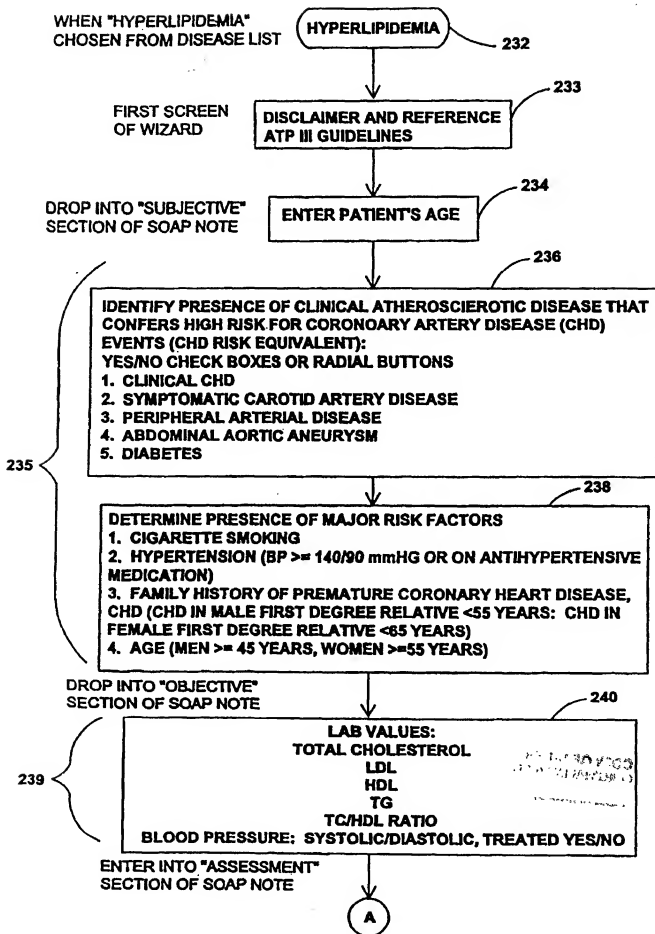 WHEN "HYPERLIPIDEMIA"
CHOSEN FROM DISEASE LIST
HYPERLIPIDEMIA
232
233
FIRST SCREEN
OF WIZARD
DISCLAIMER AND REFERENCE
ATP III GUIDELINES
234
DROP INTO "SUBJECTIVE"
SECTION OF SOAP NOTE
ENTER PATIENT'S AGE
236
IDENTIFY PRESENCE OF CLINICAL ATHEROSCIEROTIC DISEASE THAT
CONFERS HIGH RISK FOR CORONOARY ARTERY DISEASE (CHD)
EVENTS (CHD RISK EQUIVALENT):
YES/NO CHECK BOXES OR RADIAL BUTTONS
1. CLINICAL CHD
2. SYMPTOMATIC CAROTID ARTERY DISEASE
3. PERIPHERAL ARTERIAL DISEASE
4. ABDOMINAL AORTIC ANEURYSM
5. DIABETES
235
238
DETERMINE PRESENCE OF MAJOR RISK FACTORS
1. CIGARETTE SMOKING
2. HYPERTENSION (BP >= 140/90 mmHG OR ON ANTIHYPERTENSIVE
MEDICATION)
3. FAMILY HISTORY OF PREMATURE CORONARY HEART DISEASE,
CHD (CHD IN MALE FIRST DEGREE RELATIVE <55 YEARS: CHD IN
FEMALE FIRST DEGREE RELATIVE <65 YEARS)
4. AGE (MEN >= 45 YEARS, WOMEN >=55 YEARS)
DROP INTO "OBJECTIVE"
SECTION OF SOAP NOTE
240
239
LAB VALUES:
TOTAL CHOLESTEROL
LDL
HDL
TG
TC/HDL RATIO
BLOOD PRESSURE: SYSTOLIC/DIASTOLIC, TREATED YES/NO
ENTER INTO "ASSESSMENT"
SECTION OF SOAP NOTE
A